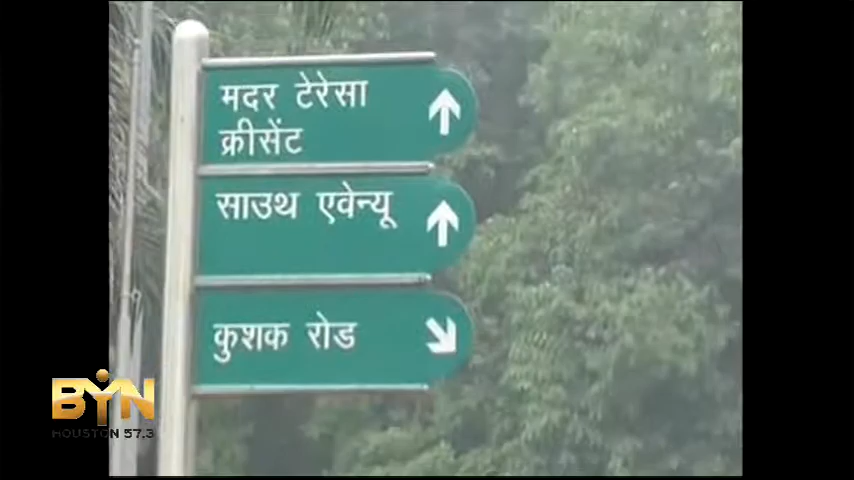 मदर टेरेसा
क्रीसेंट
साउथ एवेन्यू
कुशक रोड
BYN
HOUSTON 57.3